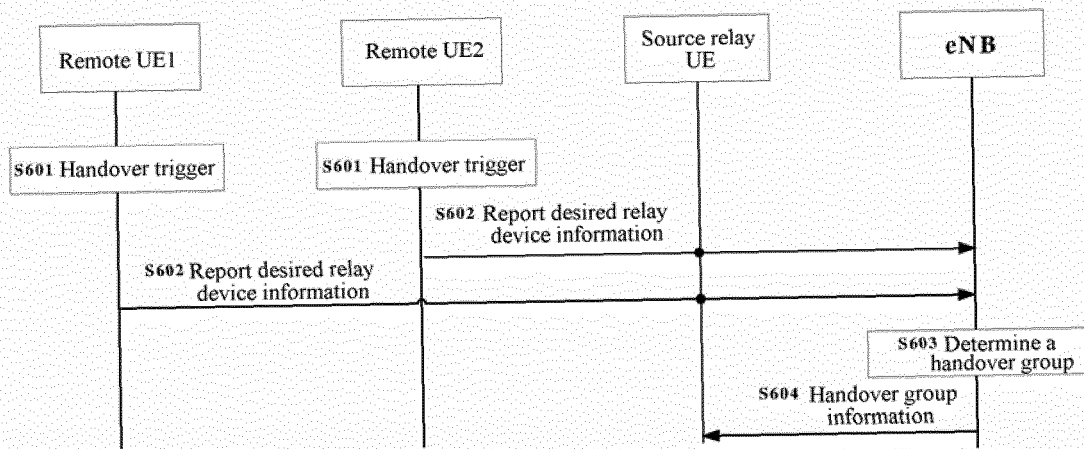 Remote UE1
Remote UE2
Source relay
UE
eNB
S601 Handover trigger
S601 Handover trigger
S602 Report desired relay
device information
S602 Report desired relay
device information
S603 Determine a
handover group
S604 Handover group
information